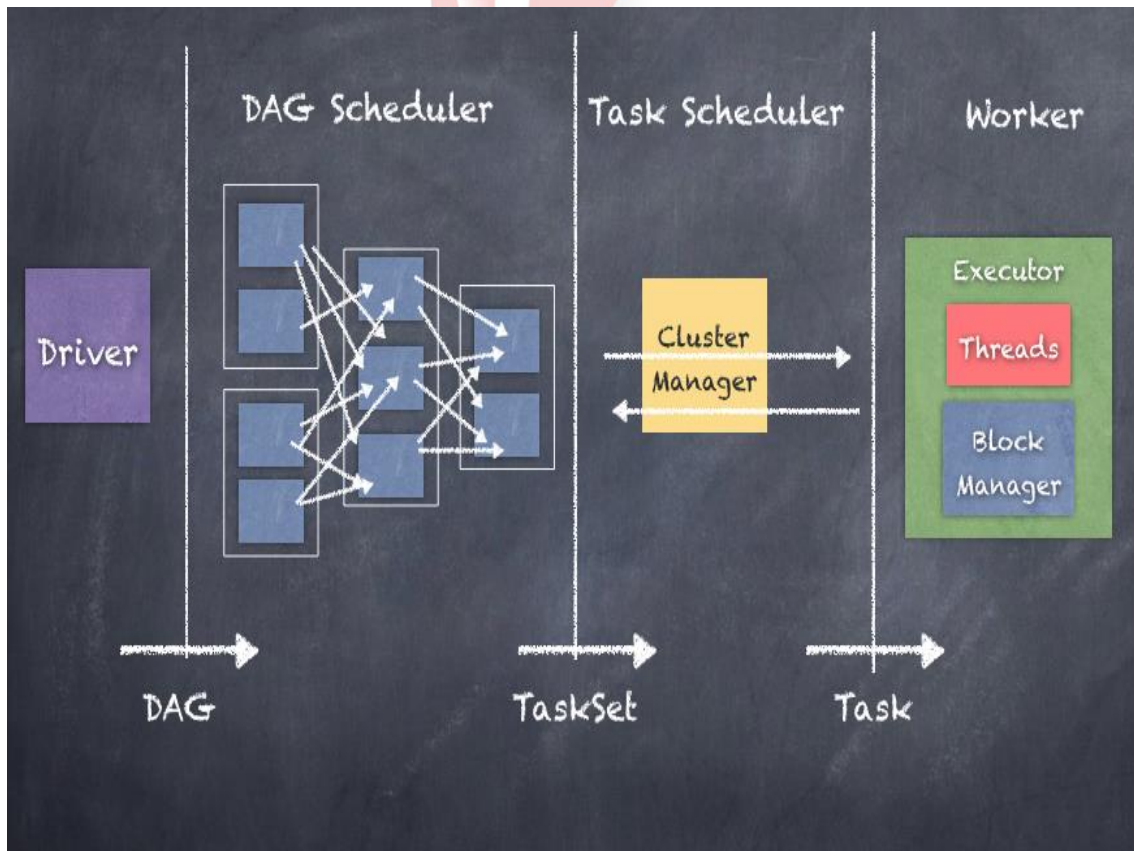 DAG Scheduler
Task Scheduler
Worker
Driver
Cluster
Manager
Executor
Threads
Block
Manager
DAG
TaskSet
Task